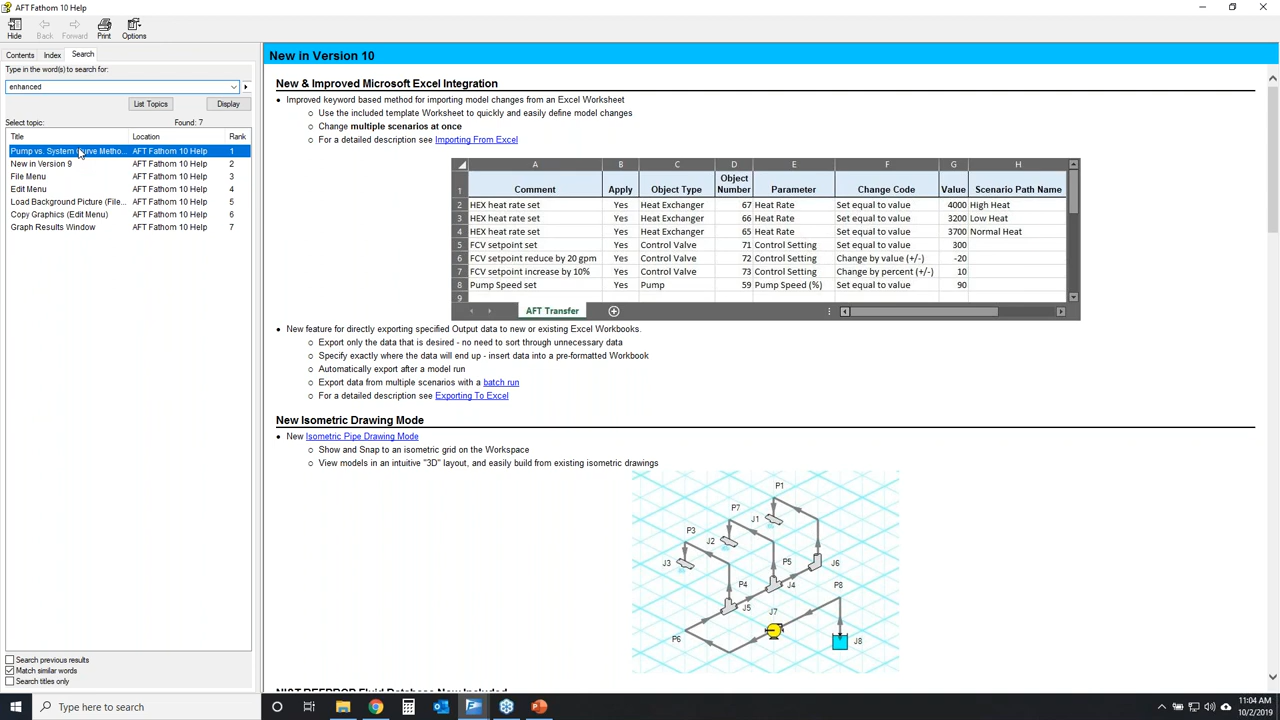 AFT Fathom 10 Help
Hide Back Forward Print Options
Contents Index Search
Type in the word(s) to search for:
enhanced
List Topics Display
Select topic: Found: 7
Title Location Rank
Pump vs. System Curve Metho... AFT Fathom 10 Help 1
New in Version 9 AFT Fathom 10 Help 2
File Menu AFT Fathom 10 Help 3
Edit Menu AFT Fathom 10 Help 4
Load Background Picture (File... AFT Fathom 10 Help 5
Copy Graphics (Edit Menu) AFT Fathom 10 Help 6
Graph Results Window AFT Fathom 10 Help 7
Search previous results
Match similar words
Search titles only
New in Version 10
New & Improved Microsoft Excel Integration
Improved keyword based method for importing model changes from an Excel Worksheet
Use the included template Worksheet to quickly and easily define model changes
Change multiple scenarios at once
For a detailed description see Importing From Excel
A B C D E F G H
1 Comment Apply Object Type Object Number Parameter Change Code Value Scenario Path Name
2 HEX heat rate set Yes Heat Exchanger 67 Heat Rate Set equal to value 4000 High Heat
3 HEX heat rate set Yes Heat Exchanger 66 Heat Rate Set equal to value 3200 Low Heat
4 HEX heat rate set Yes Heat Exchanger 65 Heat Rate Set equal to value 3700 Normal Heat
5 FCV setpoint set Yes Control Valve 71 Control Setting Set equal to value 300
6 FCV setpoint reduce by 20 gpm Yes Control Valve 72 Control Setting Change by value (+/-) -20
7 FCV setpoint increase by 10% Yes Control Valve 73 Control Setting Change by percent (+/-) 10
8 Pump Speed set Yes Pump 59 Pump Speed (%) Set equal to value 90
9
AFT Transfer
New feature for directly exporting specified Output data to new or existing Excel Workbooks.
Export only the data that is desired - no need to sort through unnecessary data
Specify exactly where the data will end up - insert data into a pre-formatted Workbook
Automatically export after a model run
Export data from multiple scenarios with a batch run
For a detailed description see Exporting To Excel
New Isometric Drawing Mode
New Isometric Pipe Drawing Mode
Show and Snap to an isometric grid on the Workspace
View models in an intuitive "3D" layout, and easily build from existing isometric drawings
P1
P7 J1
P3 J2
J3 P5 J6
P4 J4 P8
J5 J7
P6 J8
NIST REFPROP Fluid Database Now Included
Type here to search
11:04 AM
10/2/2019